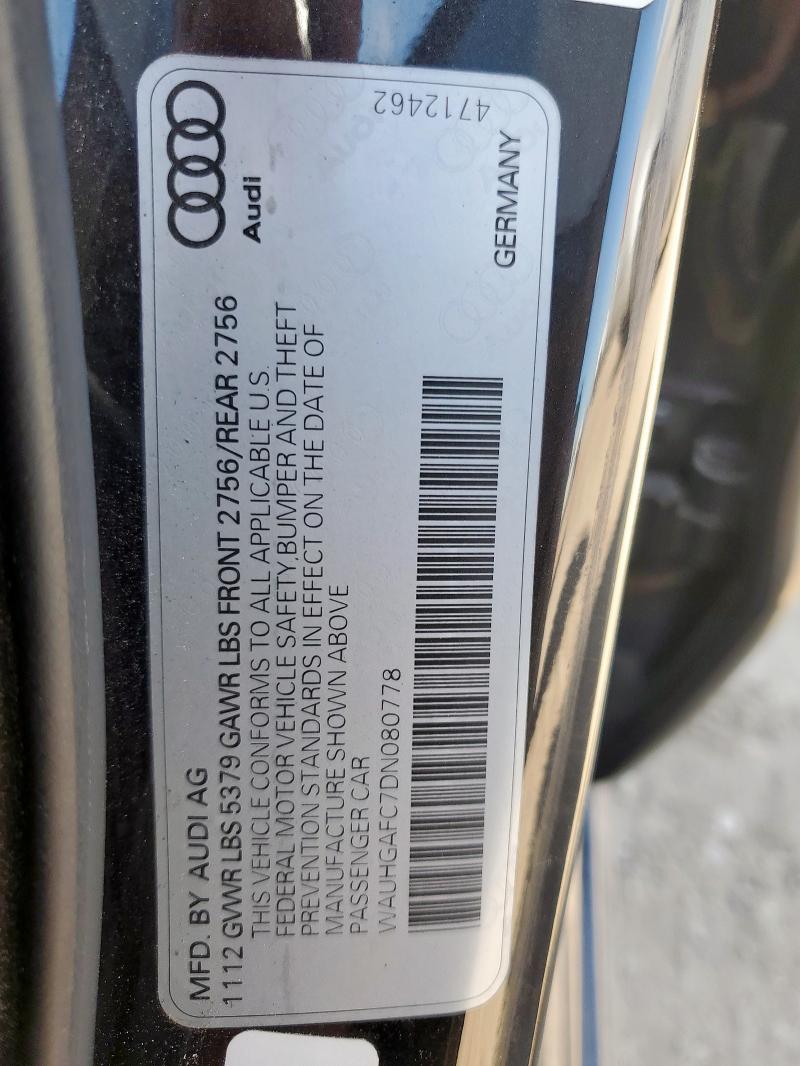 Audi
MFD. BY AUDI AG
1112 GVWR LBS 5379 GAWR LBS FRONT 2756/REAR 2756
THIS VEHICLE CONFORMS TO ALL APPLICABLE U.S.
FEDERAL MOTOR VEHICLE SAFETY, BUMPER AND THEFT
PREVENTION STANDARDS IN EFFECT ON THE DATE OF
MANUFACTURE SHOWN ABOVE
PASSENGER CAR
WAUHGAFC7DN080778
GERMANY
4712462